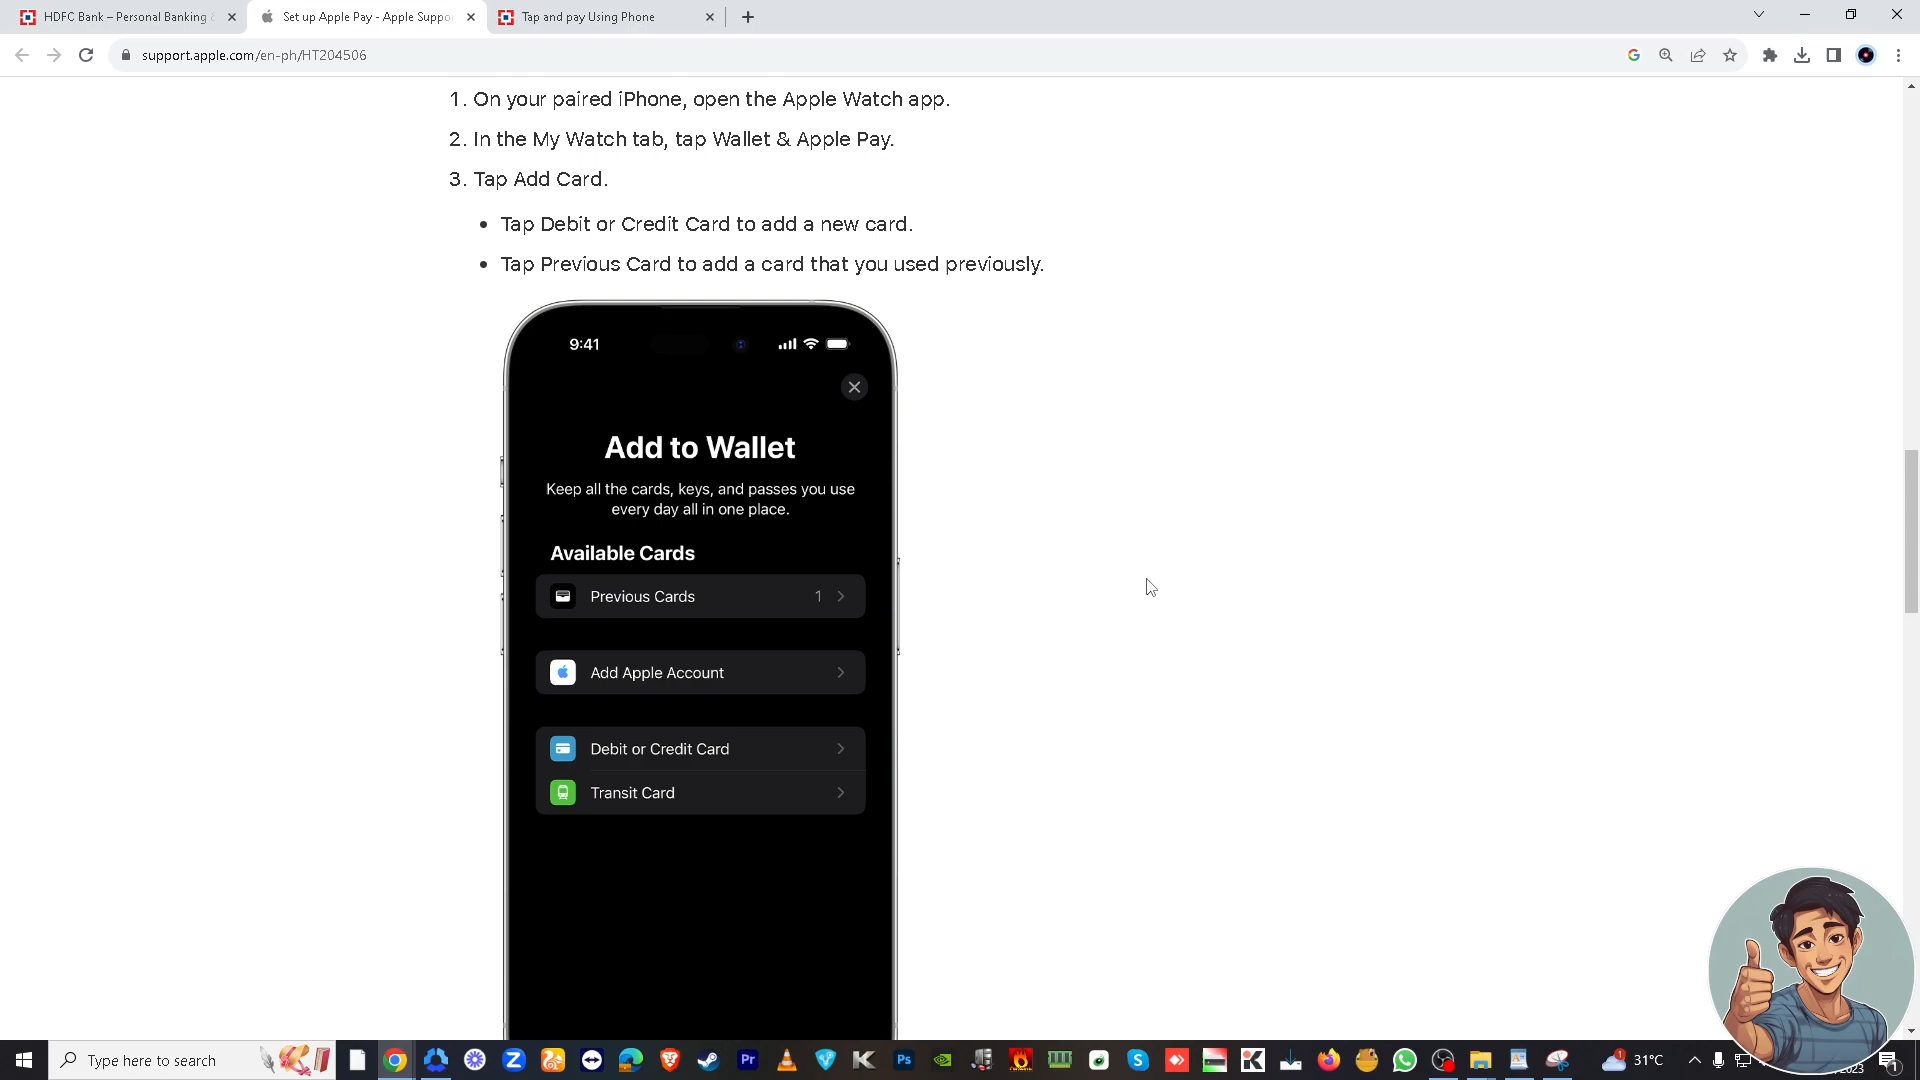 HDFC Bank – Personal Banking &
Set up Apple Pay - Apple Suppo
Tap and pay Using Phone
support.apple.com/en-ph/HT204506
1. On your paired iPhone, open the Apple Watch app.
2. In the My Watch tab, tap Wallet & Apple Pay.
3. Tap Add Card.
• Tap Debit or Credit Card to add a new card.
• Tap Previous Card to add a card that you used previously.
9:41
Add to Wallet
Keep all the cards, keys, and passes you use
every day all in one place.
Available Cards
Previous Cards 1
Add Apple Account
Debit or Credit Card
Transit Card
Type here to search
31°C